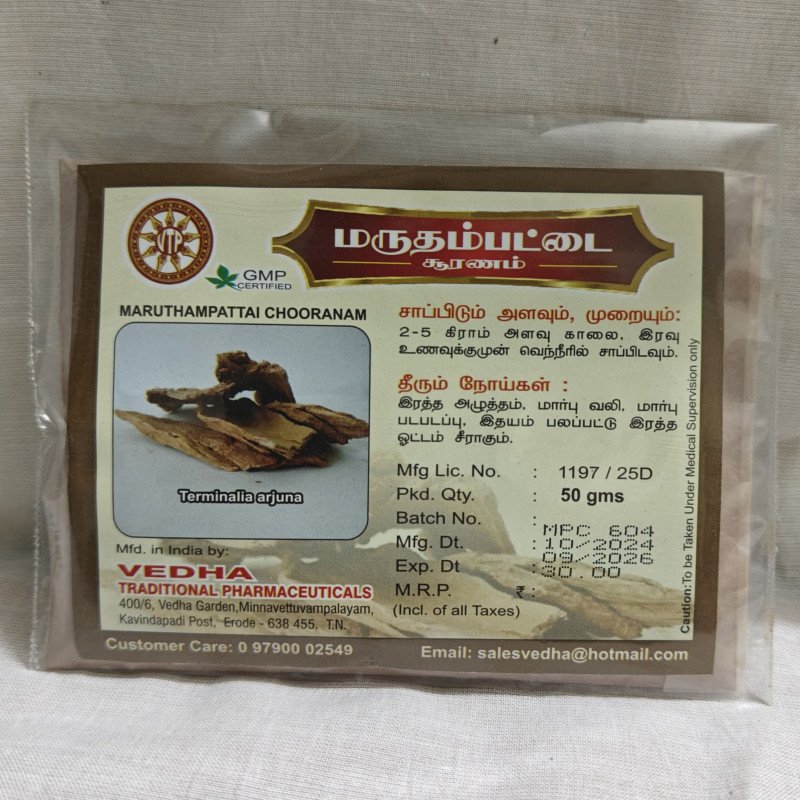 VTP
GMP
CERTIFIED
மருதம்பட்டை
சூரணம்
MARUTHAMPATTAI CHOORANAM
Terminalia arjuna
சாப்பிடும் அளவும், முறையும்:
2-5 கிராம் அளவு காலை, இரவு
உணவுக்குமுன் வெந்நீரில் சாப்பிடவும்.
தீரும் நோய்கள் :
இரத்த அழுத்தம், மார்பு வலி, மார்பு
படபடப்பு, இதயம் பலப்பட்டு இரத்த
ஓட்டம் சீராகும்.
Mfg Lic. No. : 1197 / 25D
Pkd. Qty. : 50 gms
Batch No. : MPC 604
Mfg. Dt. : 10/2024
Exp. Dt : 09/2026
M.R.P. ₹ : 30.00
(Incl. of all Taxes)
Caution:To be Taken Under Medical Supervision only
Mfd. in India by:
VEDHA
TRADITIONAL PHARMACEUTICALS
400/6, Vedha Garden,Minnavettuvampalayam,
Kavindapadi Post, Erode - 638 455. T.N.
Customer Care: 0 97900 02549
Email: salesvedha@hotmail.com